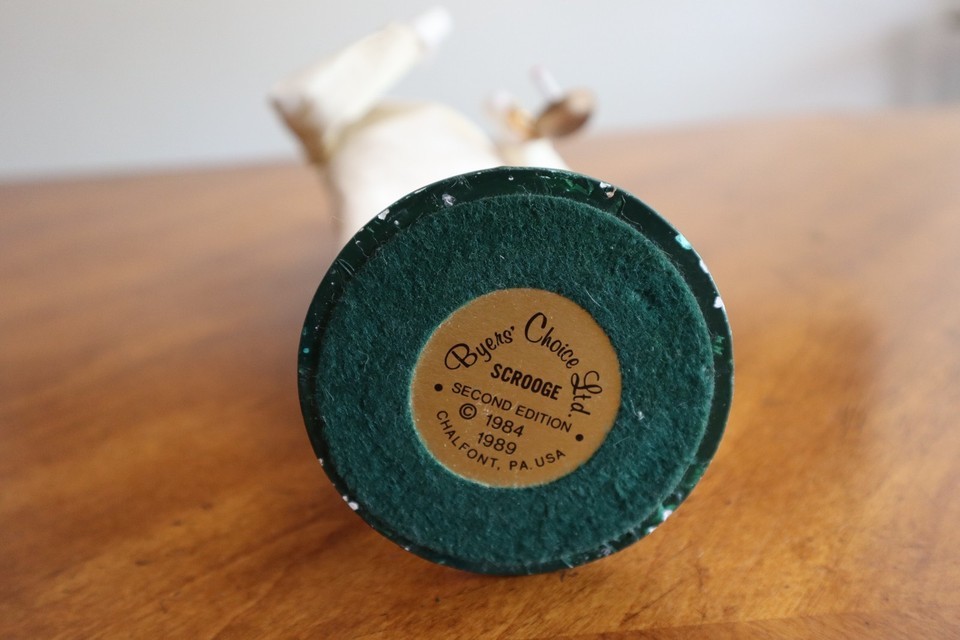 Byers' Choice Ltd.
SCROOGE
• SECOND EDITION •
© 1984
1989
CHALFONT, PA. USA